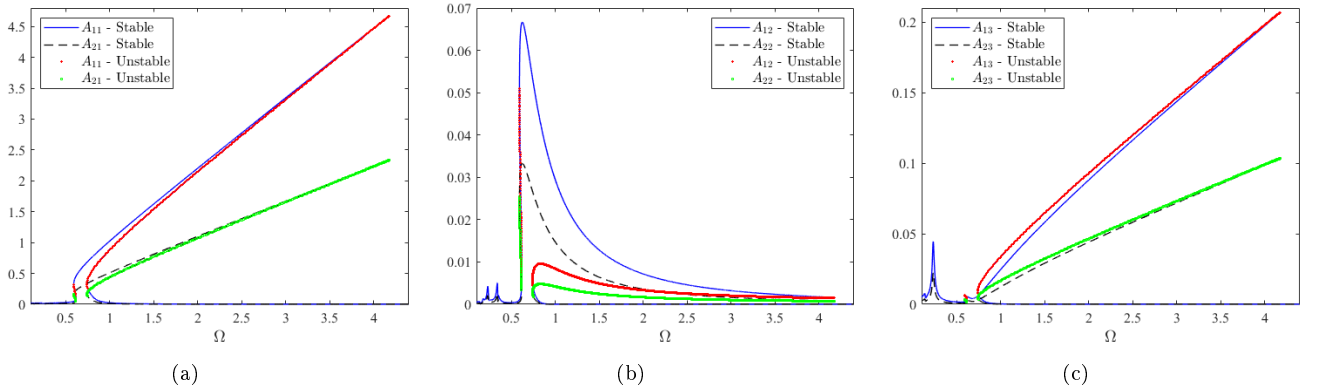 A₁₁ - Stable
A₂₁ - Stable
A₁₁ - Unstable
A₂₁ - Unstable
4.5
4
3.5
3
2.5
2
1.5
1
0.5
0
0.5 1 1.5 2 2.5 3 3.5 4
Ω
(a)
A₁₂ - Stable
A₂₂ - Stable
A₁₂ - Unstable
A₂₂ - Unstable
0.07
0.06
0.05
0.04
0.03
0.02
0.01
0
0.5 1 1.5 2 2.5 3 3.5 4
Ω
(b)
A₁₃ - Stable
A₂₃ - Stable
A₁₃ - Unstable
A₂₃ - Unstable
0.2
0.15
0.1
0.05
0
0.5 1 1.5 2 2.5 3 3.5 4
Ω
(c)